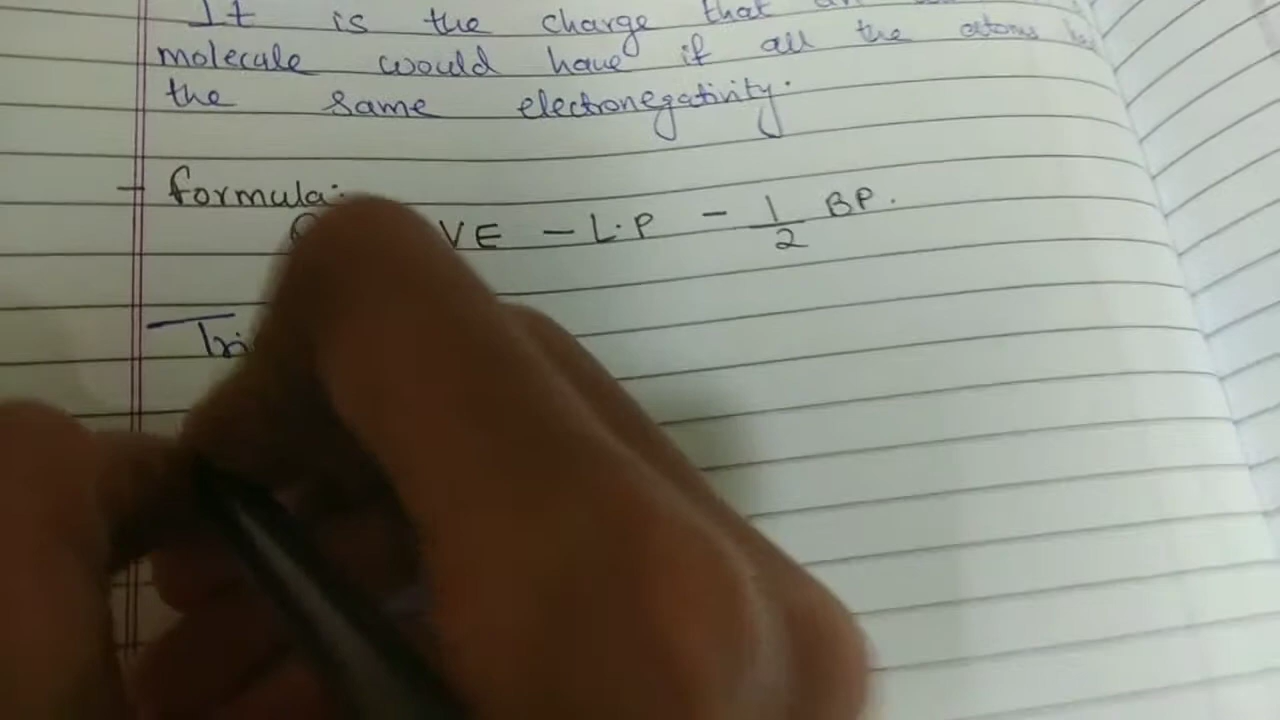 It is the charge that
molecule would have if all the atoms
the same electronegativity.
- formula:-
VE - L.P - 1/2 BP.